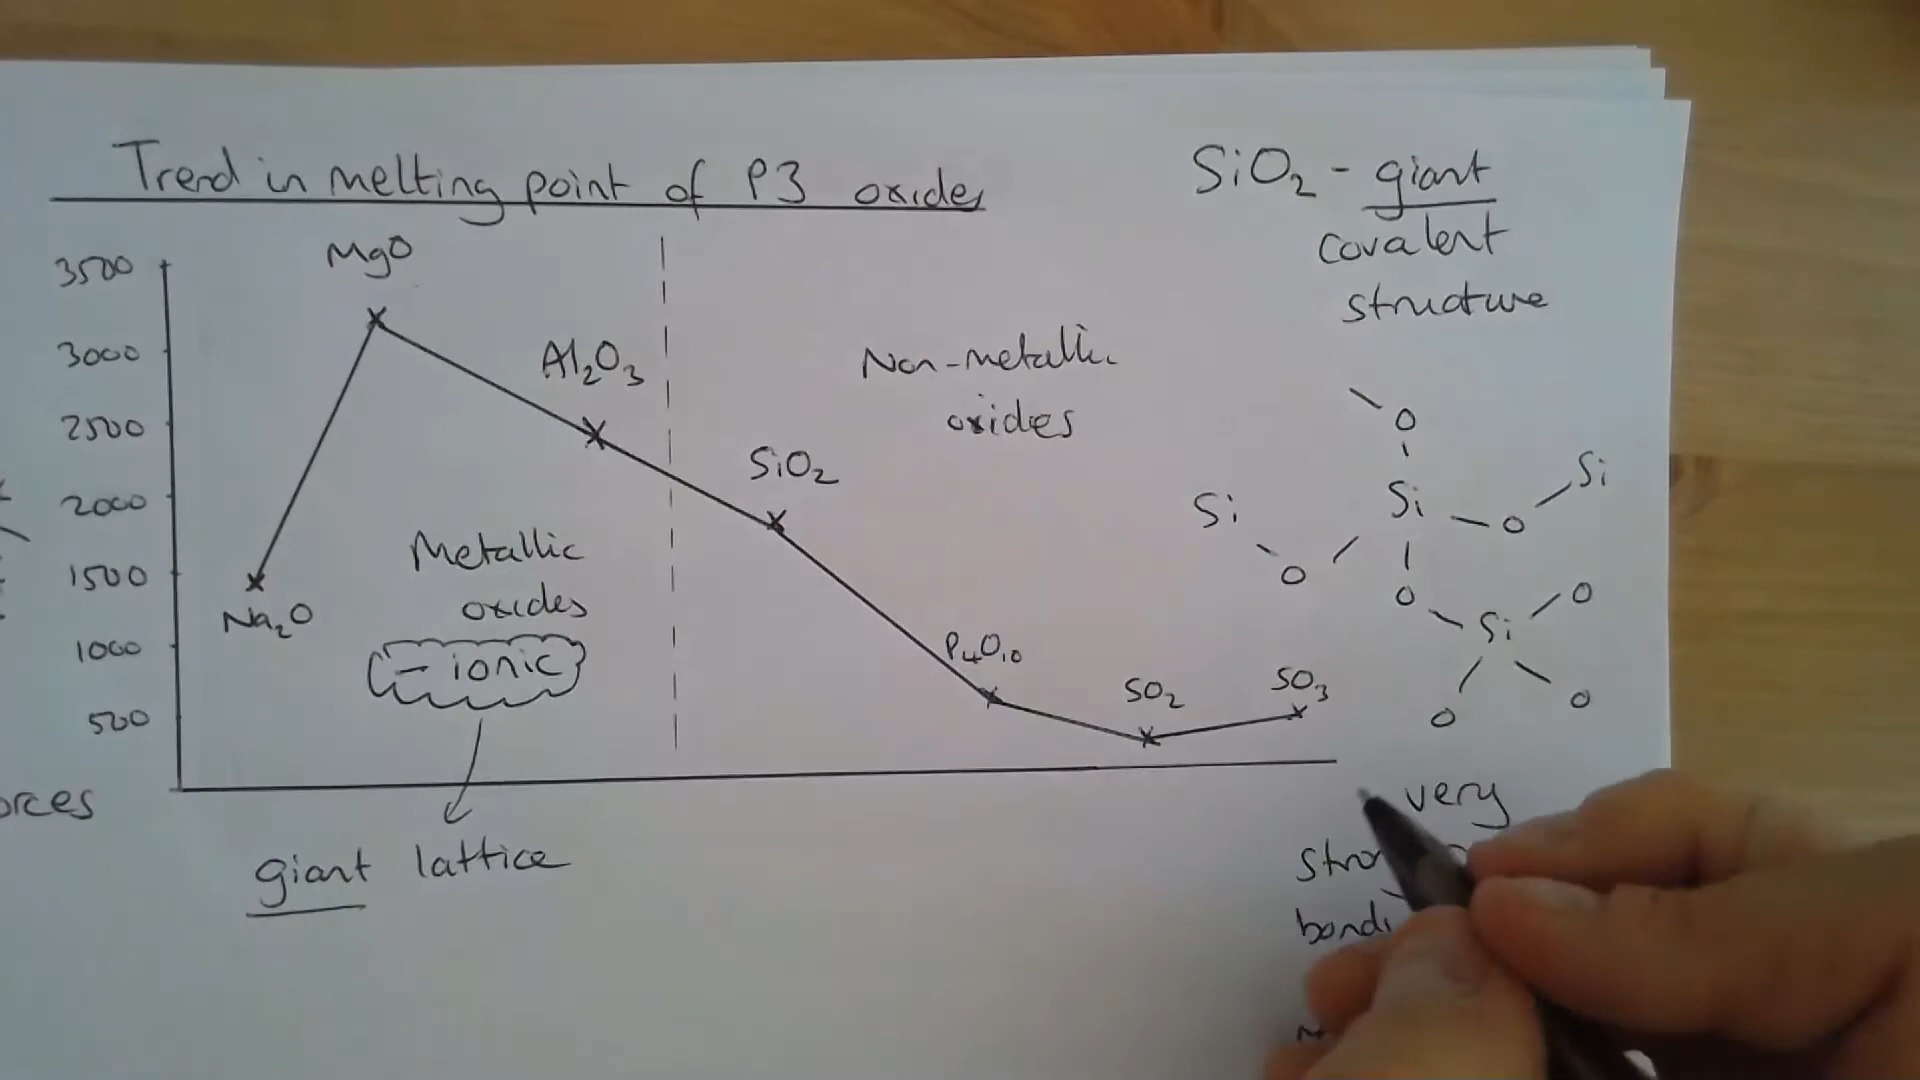 Trend in melting point of P3 oxides
3500
3000
2500
2000
1500
1000
500
MgO
Al2O3
SiO2
Na2O
P4O10
SO2
SO3
Metallic
oxides
- ionic
giant lattice
Non-metallic
oxides
SiO2 - giant
covalent
structure
O
Si
Si
O
Si
O
O
Si
O
O
O
very
orces